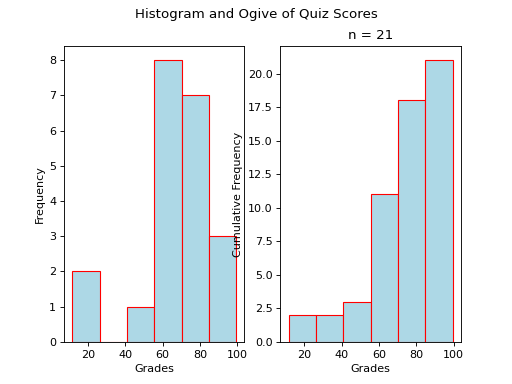 Histogram and Ogive of Quiz Scores
n = 21
8
7
6
5
4
3
2
1
0
Frequency
20 40 60 80 100
Grades
20.0
17.5
15.0
12.5
10.0
7.5
5.0
2.5
0.0
Cumulative Frequency
20 40 60 80 100
Grades